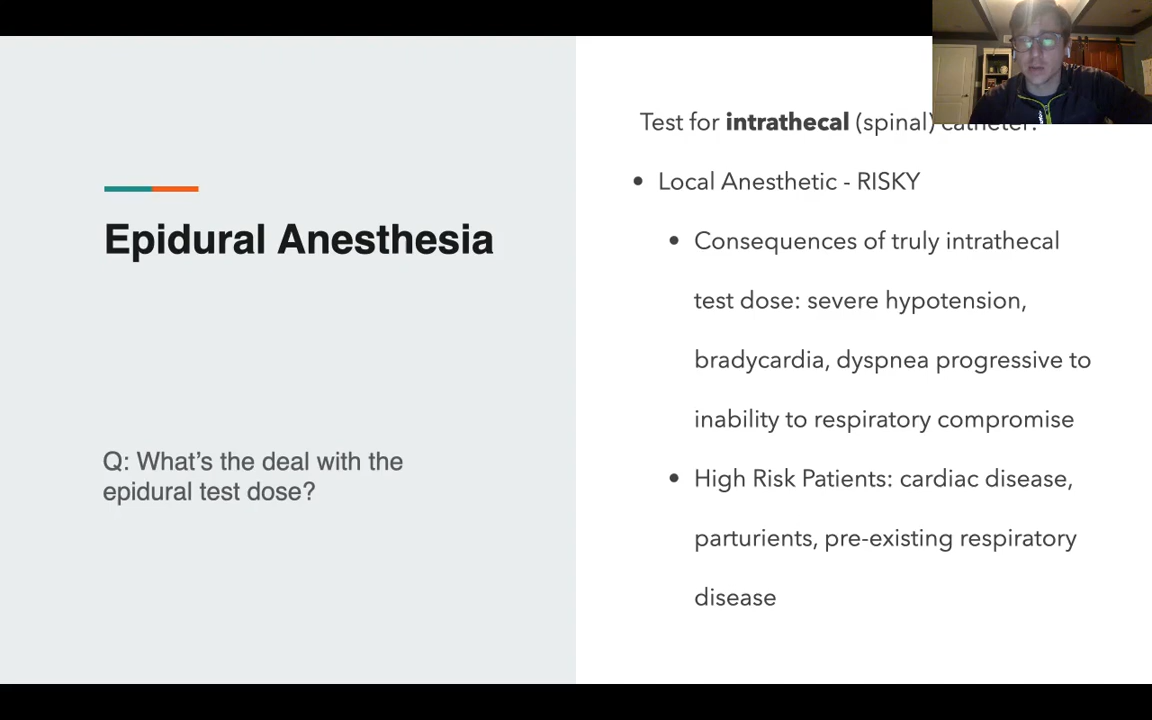 Epidural Anesthesia
Q: What's the deal with the
epidural test dose?
Test for intrathecal (spinal) catheter:
• Local Anesthetic - RISKY
• Consequences of truly intrathecal
test dose: severe hypotension,
bradycardia, dyspnea progressive to
inability to respiratory compromise
• High Risk Patients: cardiac disease,
parturients, pre-existing respiratory
disease